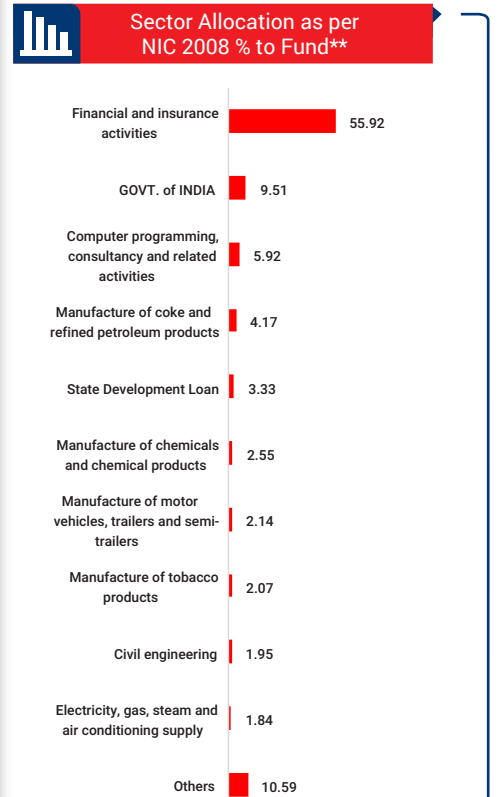 Sector Allocation as per
NIC 2008 % to Fund**
Financial and insurance
activities
55.92
GOVT. of INDIA
9.51
Computer programming,
consultancy and related
activities
5.92
Manufacture of coke and
refined petroleum products
4.17
State Development Loan
3.33
Manufacture of chemicals
and chemical products
2.55
Manufacture of motor
vehicles, trailers and semi-
trailers
2.14
Manufacture of tobacco
products
2.07
Civil engineering
1.95
Electricity, gas, steam and
air conditioning supply
1.84
Others
10.59